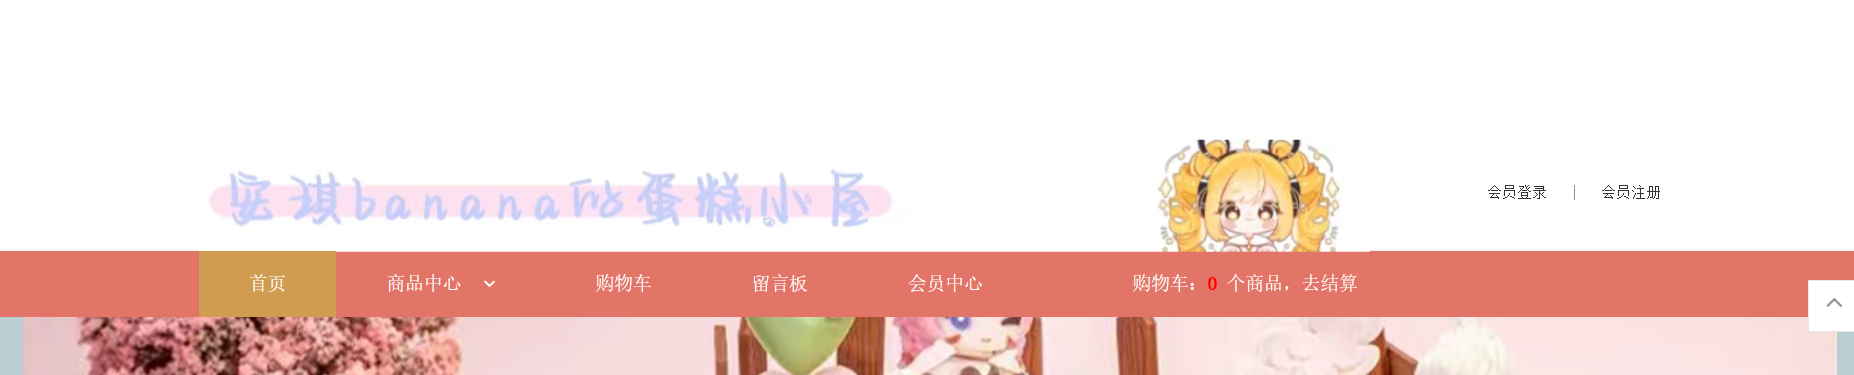 安琪banana的蛋糕小屋
会员登录 | 会员注册
首页 商品中心 购物车 留言板 会员中心 购物车：0 个商品，去结算